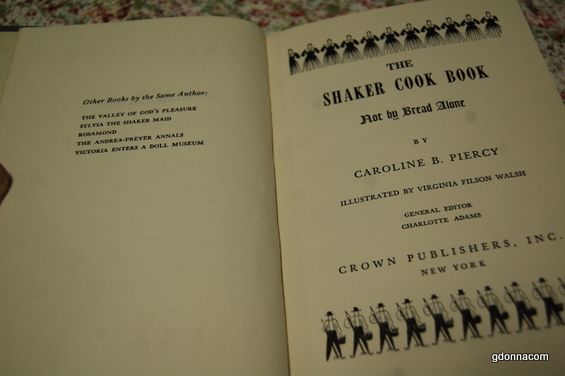 Other Books by the Same Author:
THE VALLEY OF GOD'S PLEASURE
SYLVIA THE SHAKER MAID
ROSAMOND
THE ANDREA-PREYER ANNALS
VICTORIA ENTERS A DOLL MUSEUM
THE
SHAKER COOK BOOK
Not by Bread Alone
BY
CAROLINE B. PIERCY
ILLUSTRATED BY VIRGINIA FILSON WALSH
GENERAL EDITOR
CHARLOTTE ADAMS
CROWN PUBLISHERS, INC.
NEW YORK
gdonnacom